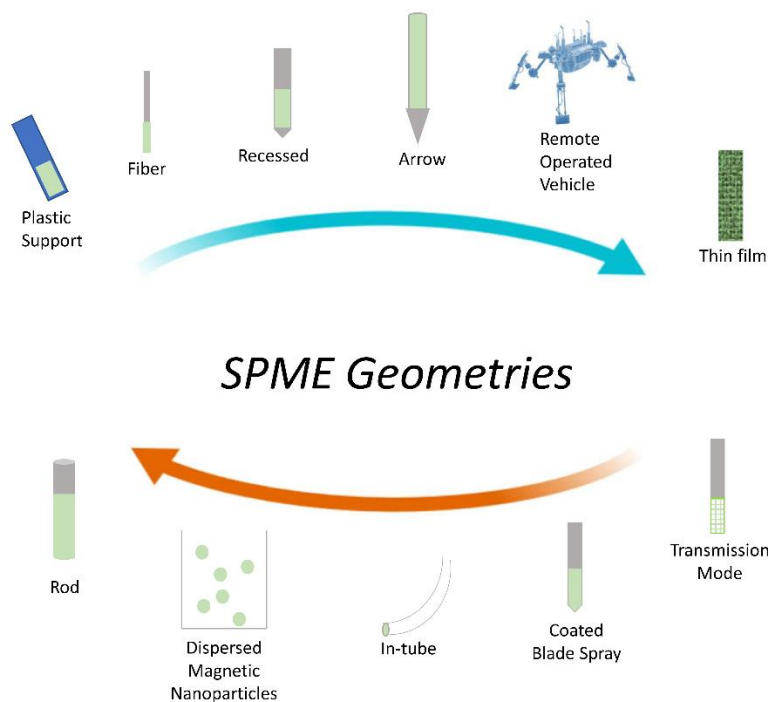 Plastic
Support
Fiber
Recessed
Arrow
Remote
Operated
Vehicle
Thin film
SPME Geometries
Rod
Dispersed
Magnetic
Nanoparticles
In-tube
Coated
Blade Spray
Transmission
Mode